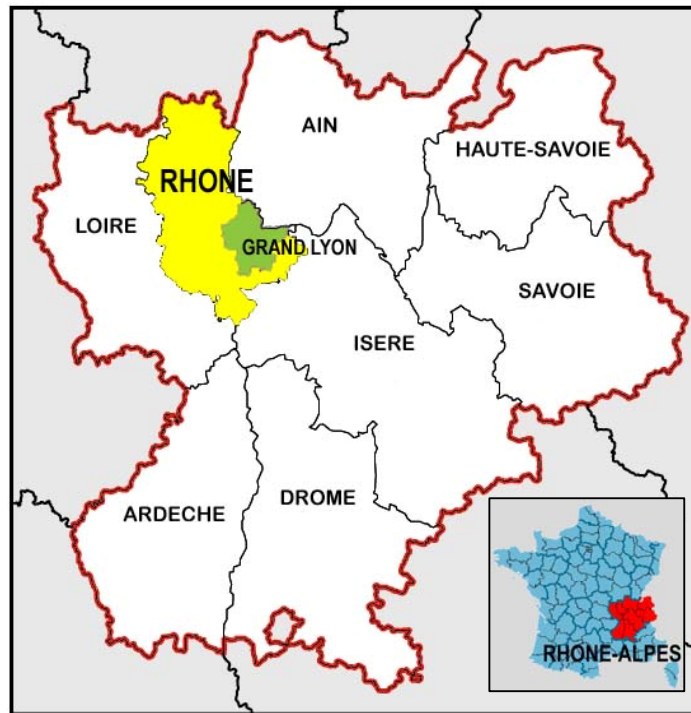 AIN
HAUTE-SAVOIE
RHONE
LOIRE
GRAND LYON
SAVOIE
ISERE
ARDECHE
DROME
RHONE-ALPES